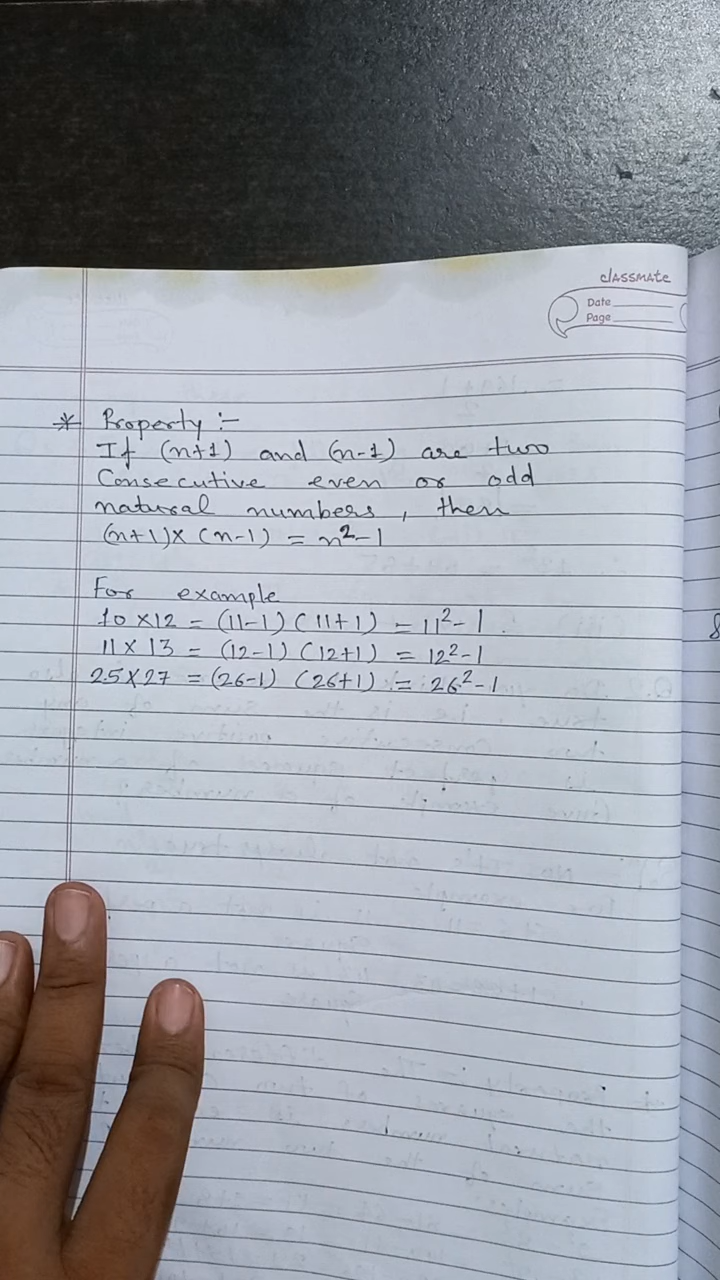 classmate
Date
Page
* Property :-
If (n+1) and (n-1) are two
Consecutive even or odd
natural numbers, then
(n+1)×(n-1) = n²-1
For example
10×12 = (11-1)(11+1) = 11²-1.
11×13 = (12-1)(12+1) = 12²-1
25×27 = (26-1)(26+1) = 26²-1